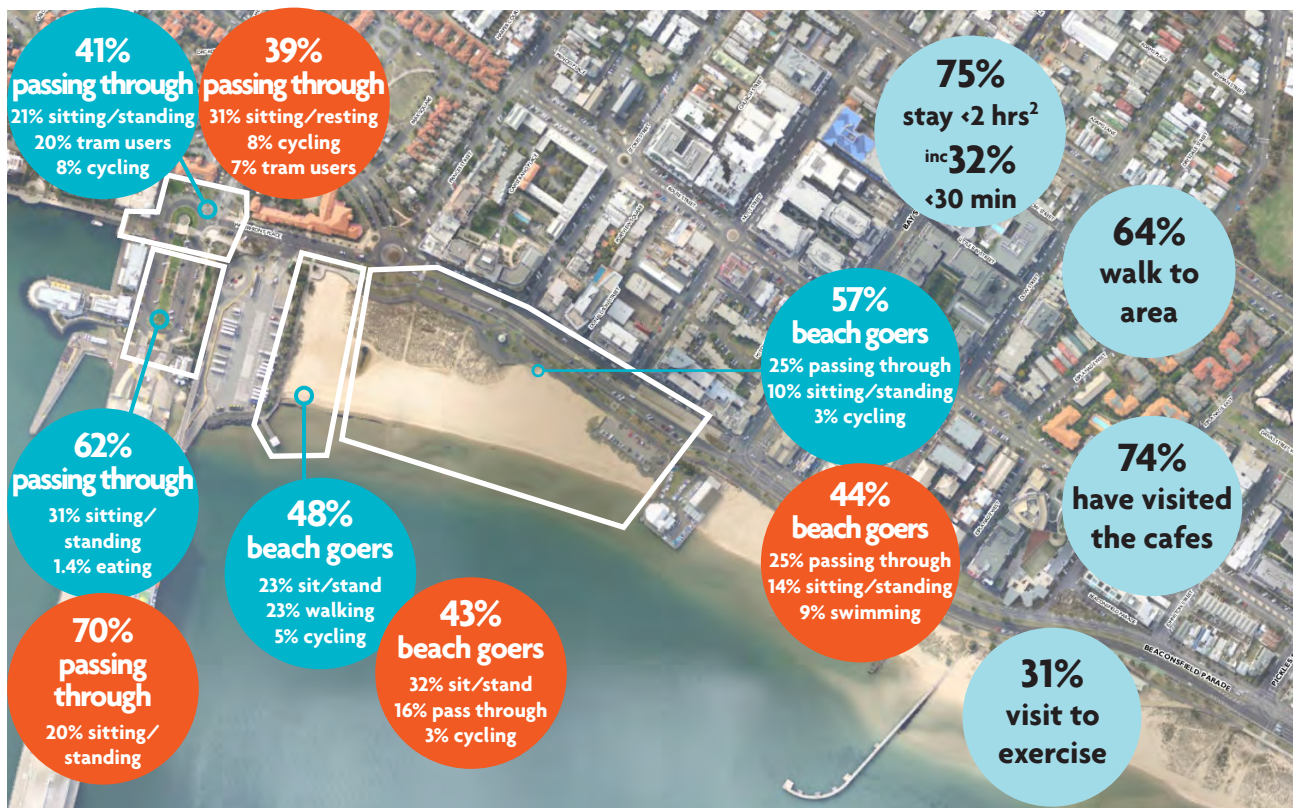 41%
passing through
21% sitting/standing
20% tram users
8% cycling
39%
passing through
31% sitting/resting
8% cycling
7% tram users
75%
stay <2 hrs²
inc 32%
<30 min
64%
walk to
area
57%
beach goers
25% passing through
10% sitting/standing
3% cycling
62%
passing through
31% sitting/
standing
1.4% eating
48%
beach goers
23% sit/stand
23% walking
5% cycling
44%
beach goers
25% passing through
14% sitting/standing
9% swimming
74%
have visited
the cafes
70%
passing
through
20% sitting/
standing
43%
beach goers
32% sit/stand
16% pass through
3% cycling
31%
visit to
exercise
BEACONSFIELD PARADE